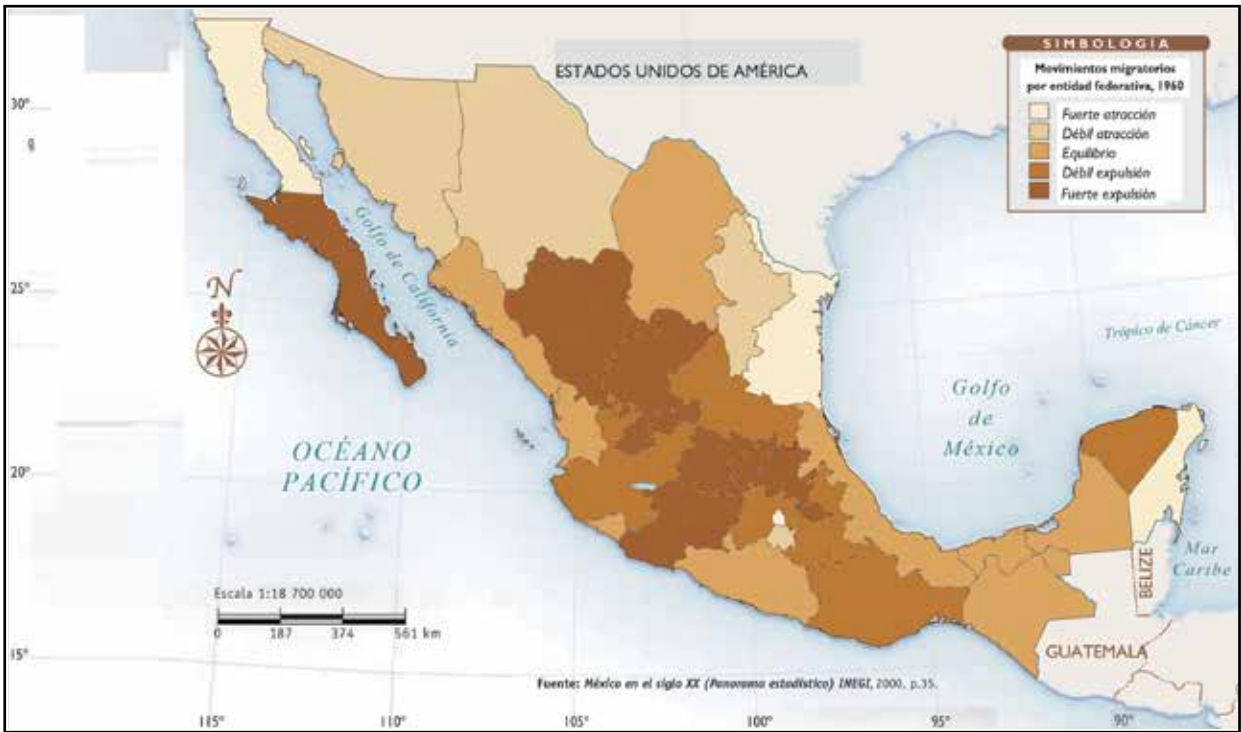 ESTADOS UNIDOS DE AMÉRICA
SIMBOLOGÍA
Movimientos migratorios
por entidad federativa, 1960
Fuerte atracción
Débil atracción
Equilibrio
Débil expulsión
Fuerte expulsión
30°
25°
20°
15°
N
Golfo de California
Trópico de Cáncer
Golfo
de
México
OCÉANO
PACÍFICO
BELIZE
Mar
Caribe
GUATEMALA
Escala 1:18 700 000
0 187 374 561 km
Fuente: México en el siglo XX (Panorama estadístico) INEGI, 2000, p.35.
115° 110° 105° 100° 95° 90°